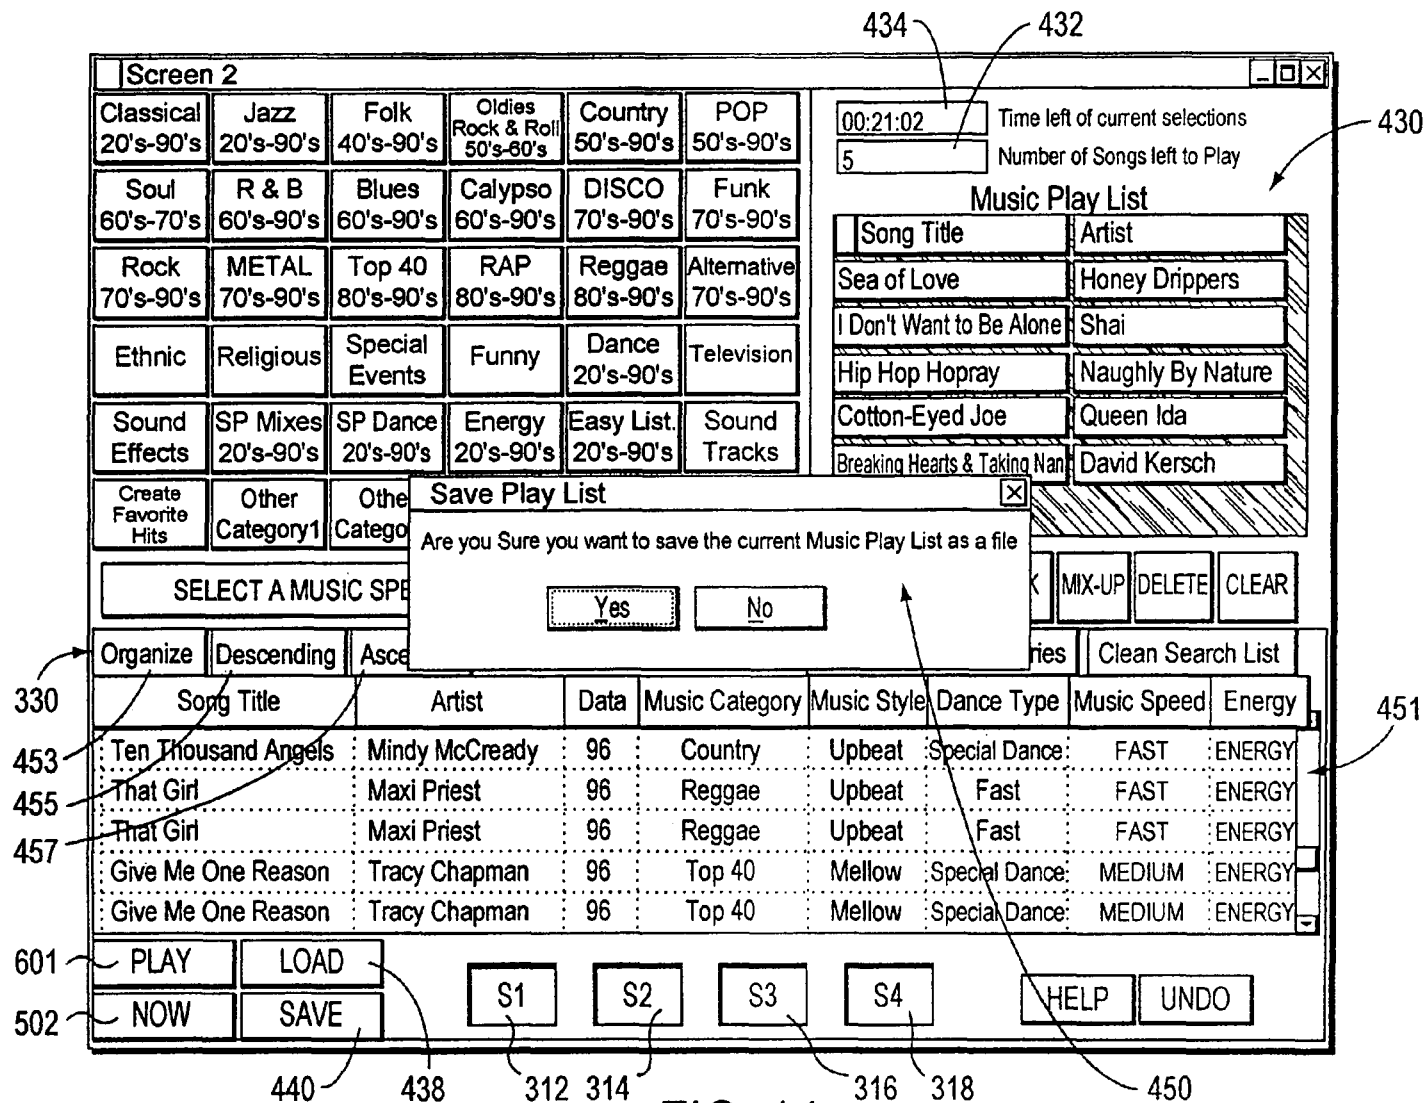 434 432
Screen 2
Classical 20's-90's
Jazz 20's-90's
Folk 40's-90's
Oldies Rock & Roll 50's-60's
Country 50's-90's
POP 50's-90's
00:21:02 Time left of current selections
5 Number of Songs left to Play
430
Soul 60's-70's
R & B 60's-90's
Blues 60's-90's
Calypso 60's-90's
DISCO 70's-90's
Funk 70's-90's
Music Play List
Song Title Artist
Rock 70's-90's
METAL 70's-90's
Top 40 80's-90's
RAP 80's-90's
Reggae 80's-90's
Alternative 70's-90's
Sea of Love Honey Drippers
I Don't Want to Be Alone Shai
Ethnic
Religious
Special Events
Funny
Dance 20's-90's
Television
Hip Hop Hopray Naughly By Nature
Sound Effects
SP Mixes 20's-90's
SP Dance 20's-90's
Energy 20's-90's
Easy List. 20's-90's
Sound Tracks
Cotton-Eyed Joe Queen Ida
Breaking Hearts & Taking Nan David Kersch
Create Favorite Hits
Other Category1
Othe Catego
Save Play List
Are you Sure you want to save the current Music Play List as a file
Yes No
SELECT A MUSIC SPE
K MIX-UP DELETE CLEAR
330
Organize Descending Asce ries Clean Search List
Song Title Artist Data Music Category Music Style Dance Type Music Speed Energy
451
Ten Thousand Angels Mindy McCready 96 Country Upbeat Special Dance FAST ENERGY
453
That Girl Maxi Priest 96 Reggae Upbeat Fast FAST ENERGY
455
That Girl Maxi Priest 96 Reggae Upbeat Fast FAST ENERGY
457
Give Me One Reason Tracy Chapman 96 Top 40 Mellow Special Dance MEDIUM ENERGY
Give Me One Reason Tracy Chapman 96 Top 40 Mellow Special Dance MEDIUM ENERGY
601 PLAY LOAD
502 NOW SAVE
S1 S2 S3 S4
HELP UNDO
440 438 312 314 316 318 450